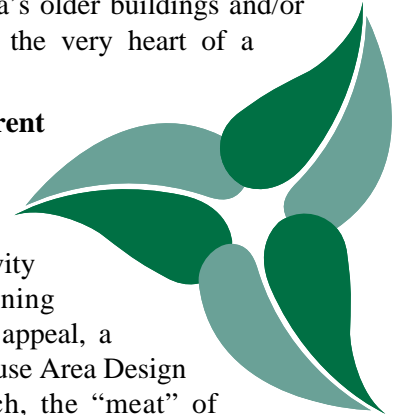 a's older buildings and/or
the very heart of a
rent
vity
ning
appeal, a
use Area Design
ch, the “meat” of